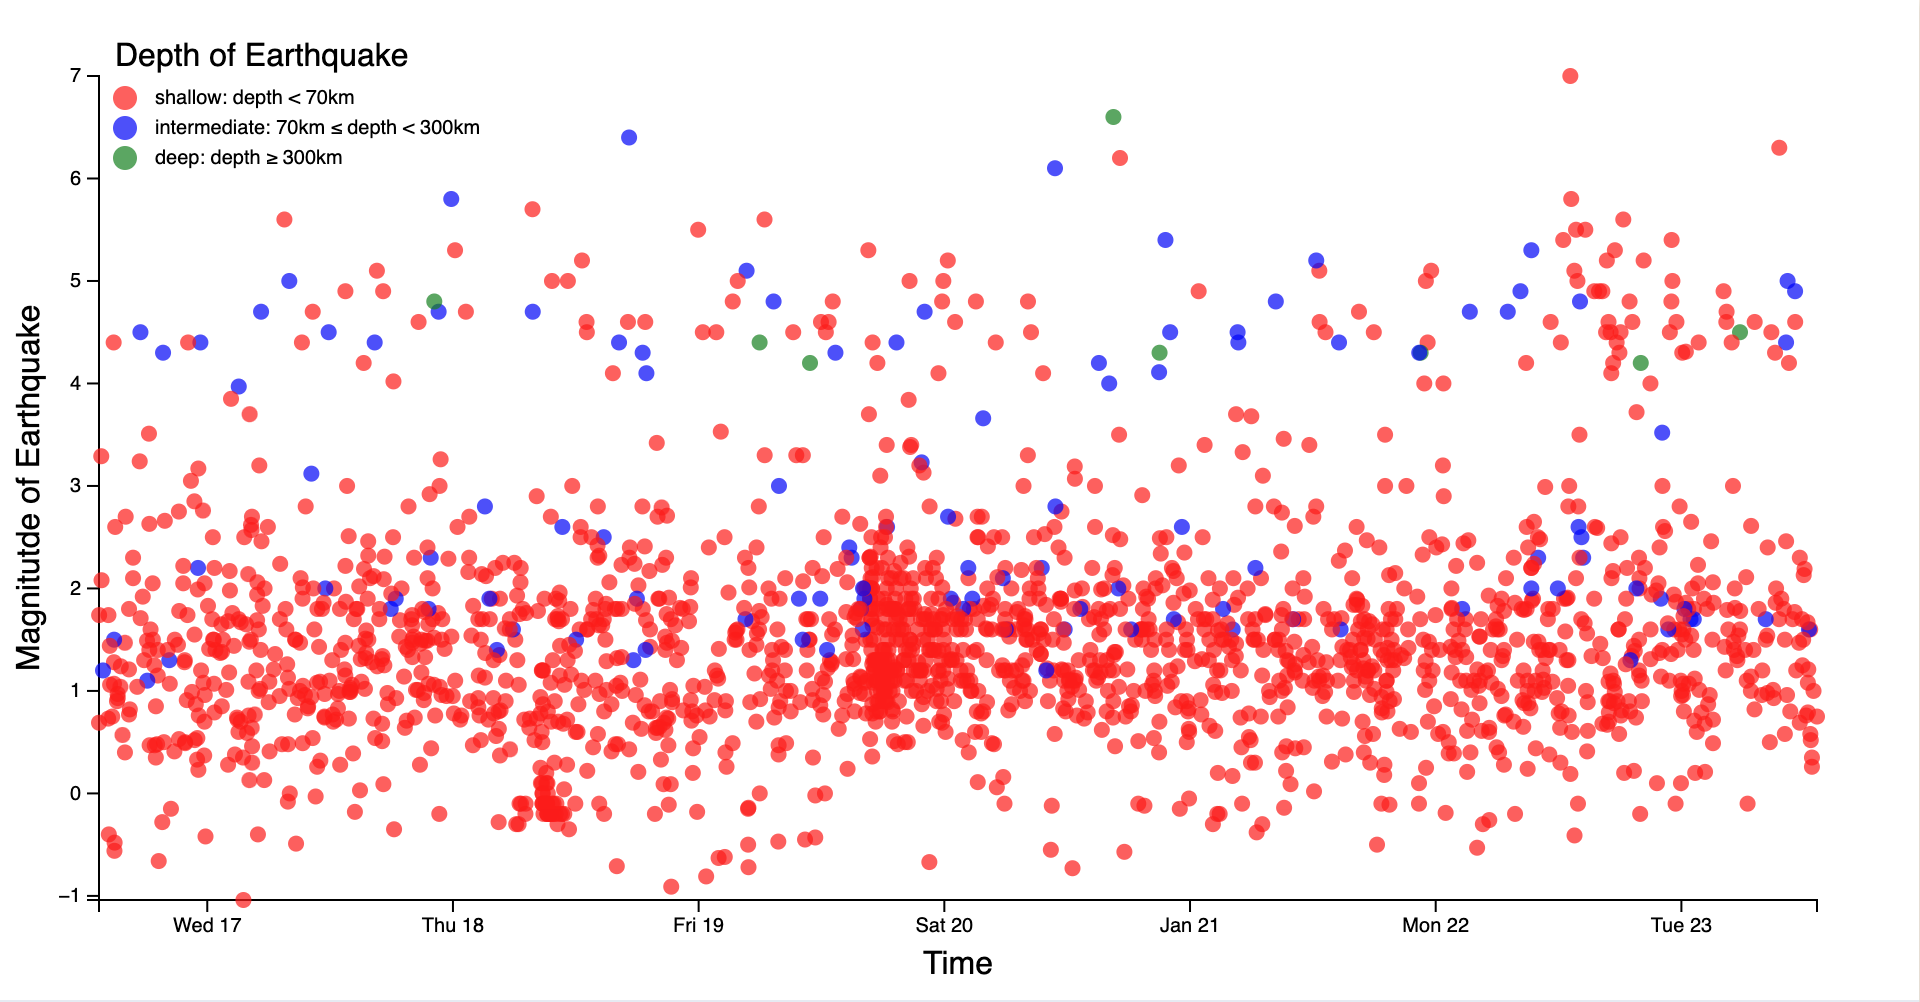 Depth of Earthquake
shallow: depth < 70km
intermediate: 70km ≤ depth < 300km
deep: depth ≥ 300km
Magnitutde of Earthquake
7
6
5
4
3
2
1
0
−1
Wed 17
Thu 18
Fri 19
Sat 20
Jan 21
Mon 22
Tue 23
Time